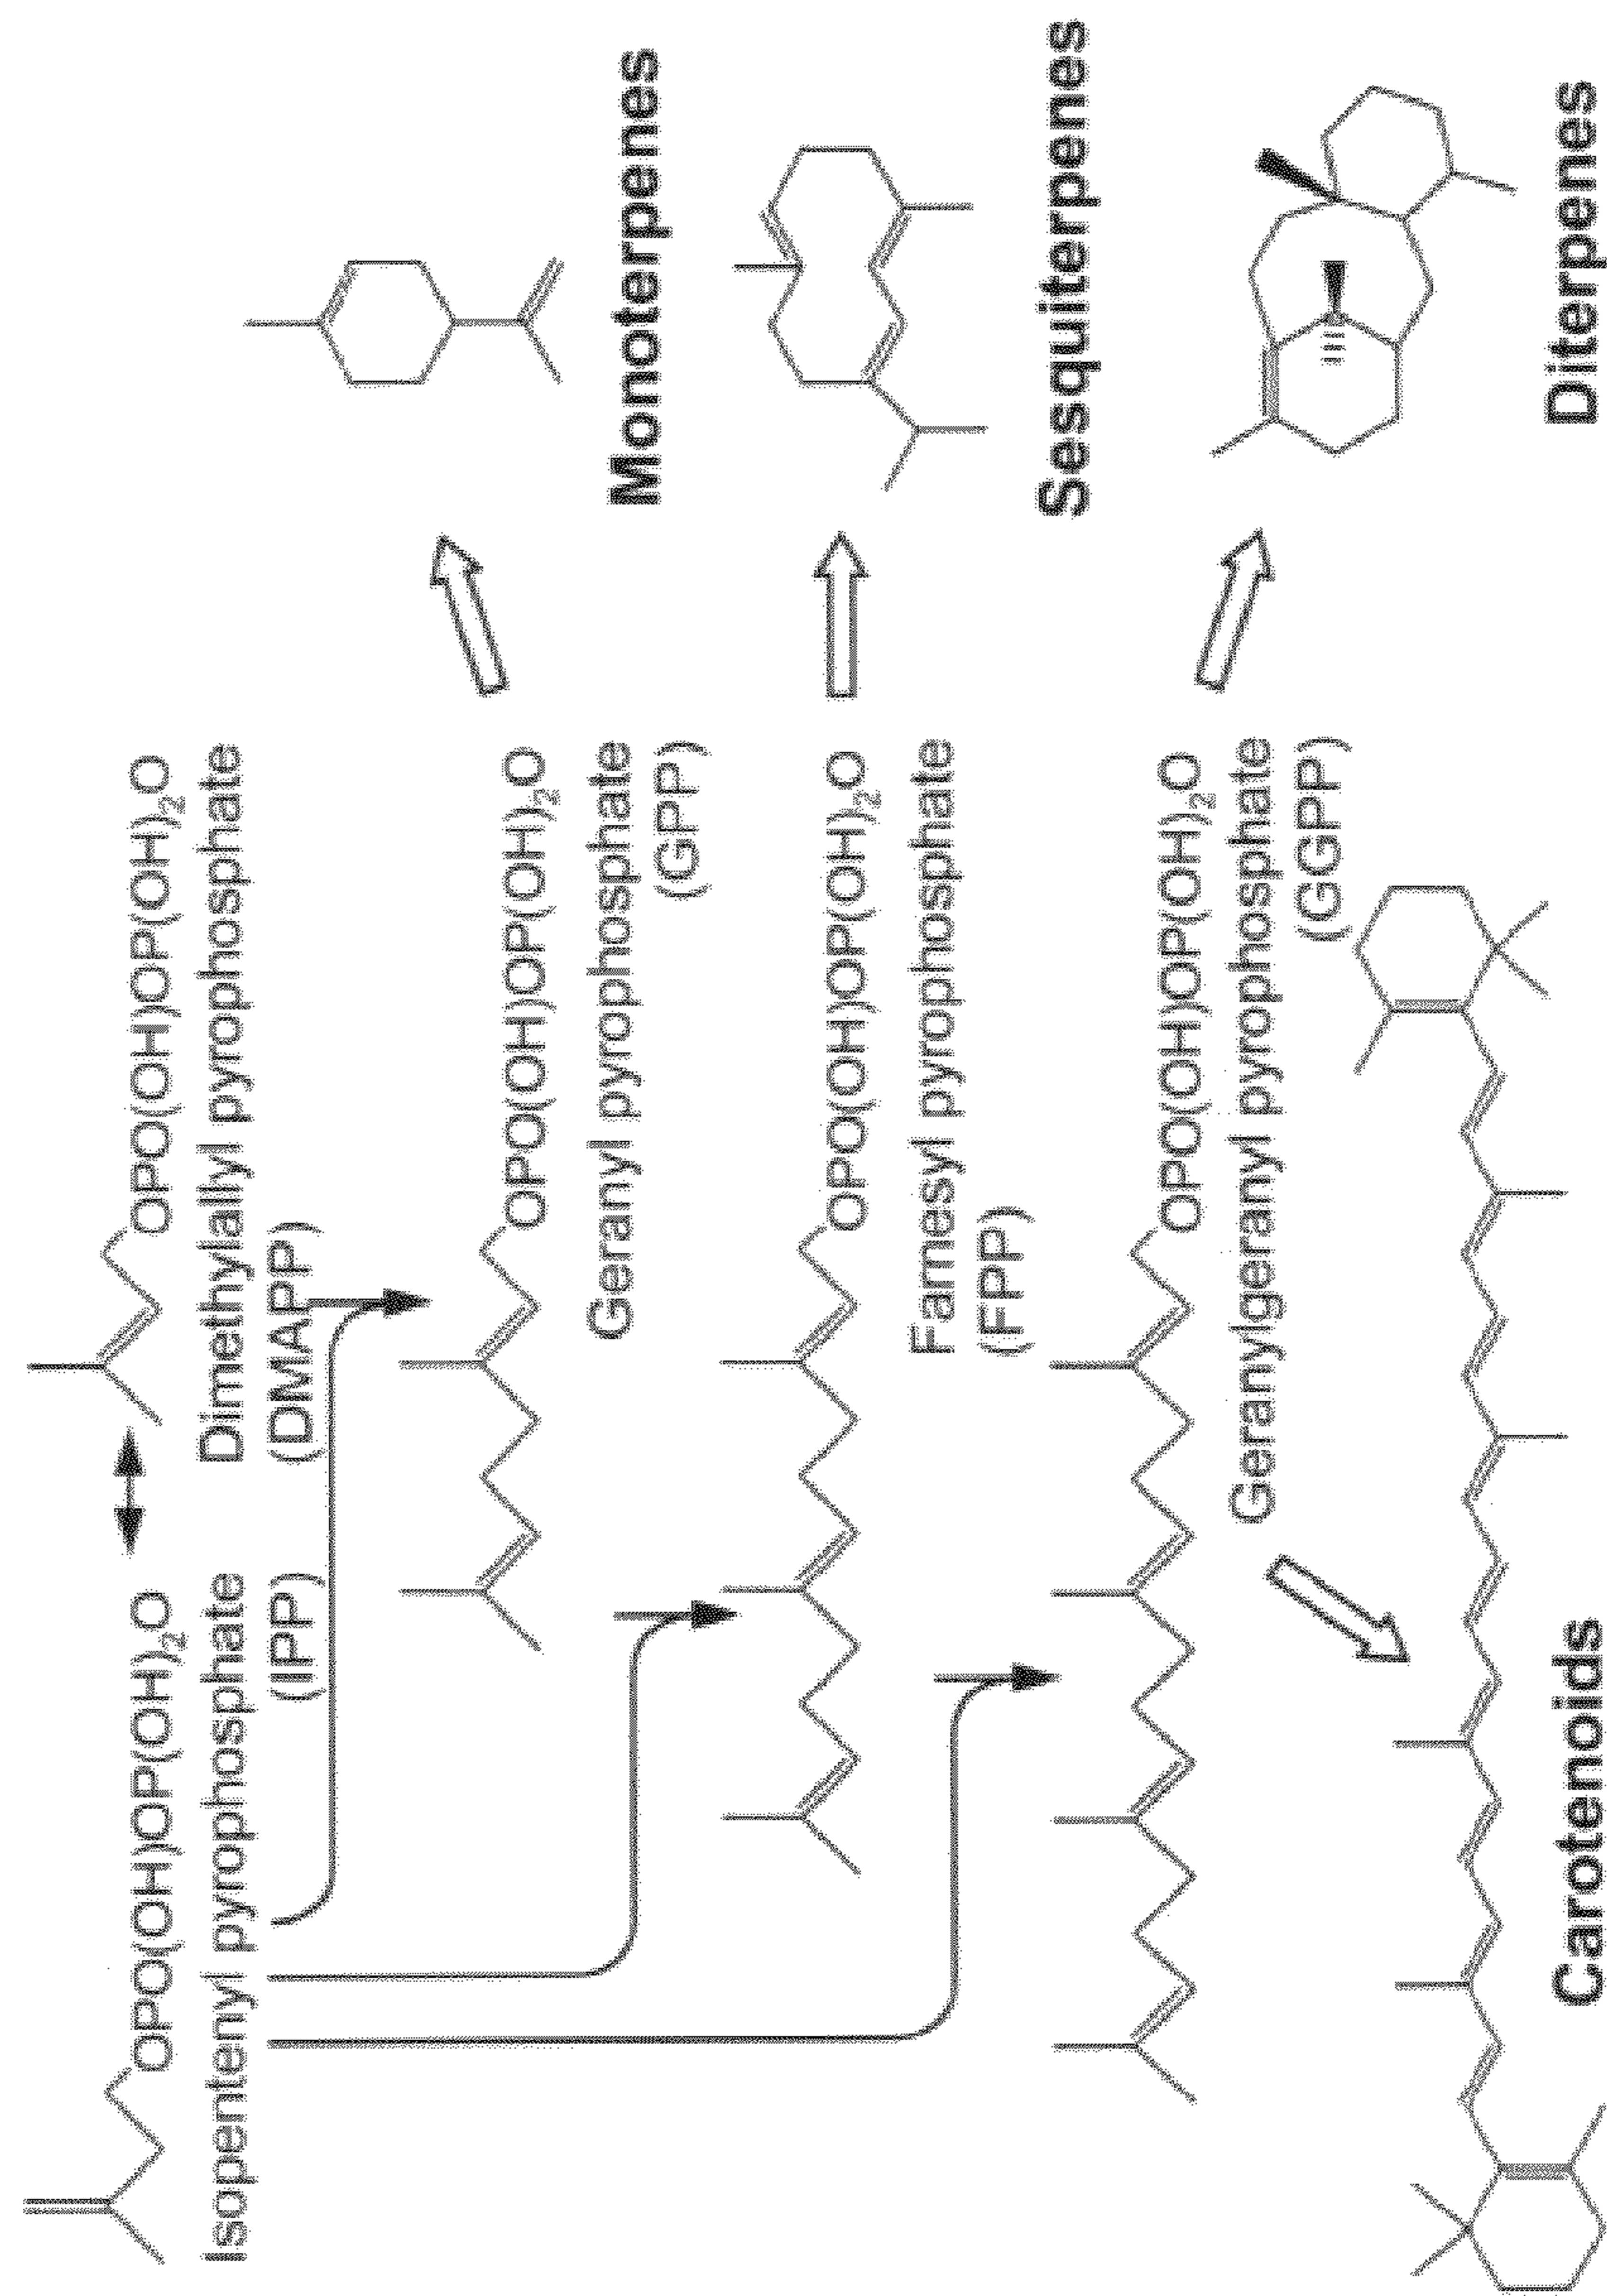 OPO(OH)OP(OH)₂O
Isopentenyl pyrophosphate
(IPP)
OPO(OH)OP(OH)₂O
Dimethylallyl pyrophosphate
(DMAPP)
OPO(OH)OP(OH)₂O
Geranyl pyrophosphate
(GPP)
Monoterpenes
OPO(OH)OP(OH)₂O
Farnesyl pyrophosphate
(FPP)
Sesquiterpenes
OPO(OH)OP(OH)₂O
Geranylgeranyl pyrophosphate
(GGPP)
Diterpenes
Carotenoids